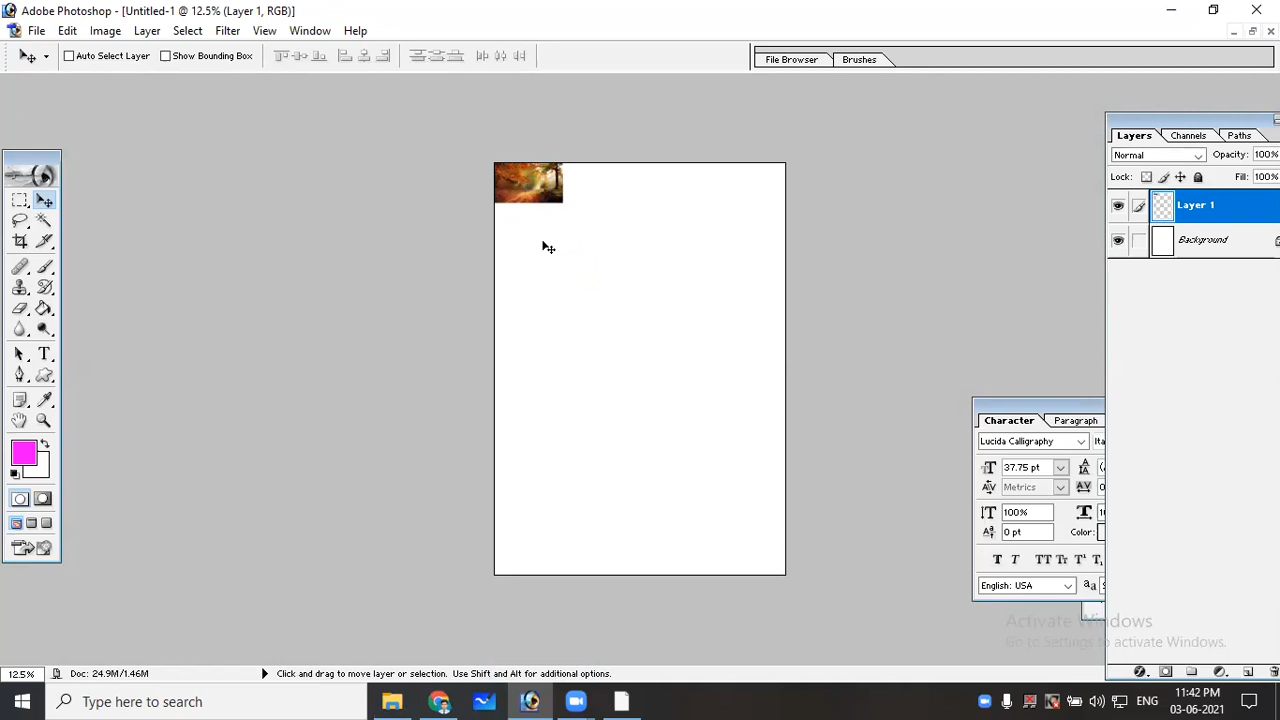 Adobe Photoshop - [Untitled-1 @ 12.5% (Layer 1, RGB)]
File Edit Image Layer Select Filter View Window Help
Auto Select Layer Show Bounding Box
File Browser Brushes
Layers Channels Paths
Normal Opacity: 100%
Lock: Fill: 100%
Layer 1
Background
Character Paragraph
Lucida Calligraphy Ita
37.75 pt
Metrics
100%
0 pt Color:
T T TT Tr T¹ T,
English: USA
Activate Windows
Go to Settings to activate Windows.
12.5% Doc: 24.9M/1.46M Click and drag to move layer or selection. Use Shift and Alt for additional options.
Type here to search
ENG
11:42 PM
03-06-2021